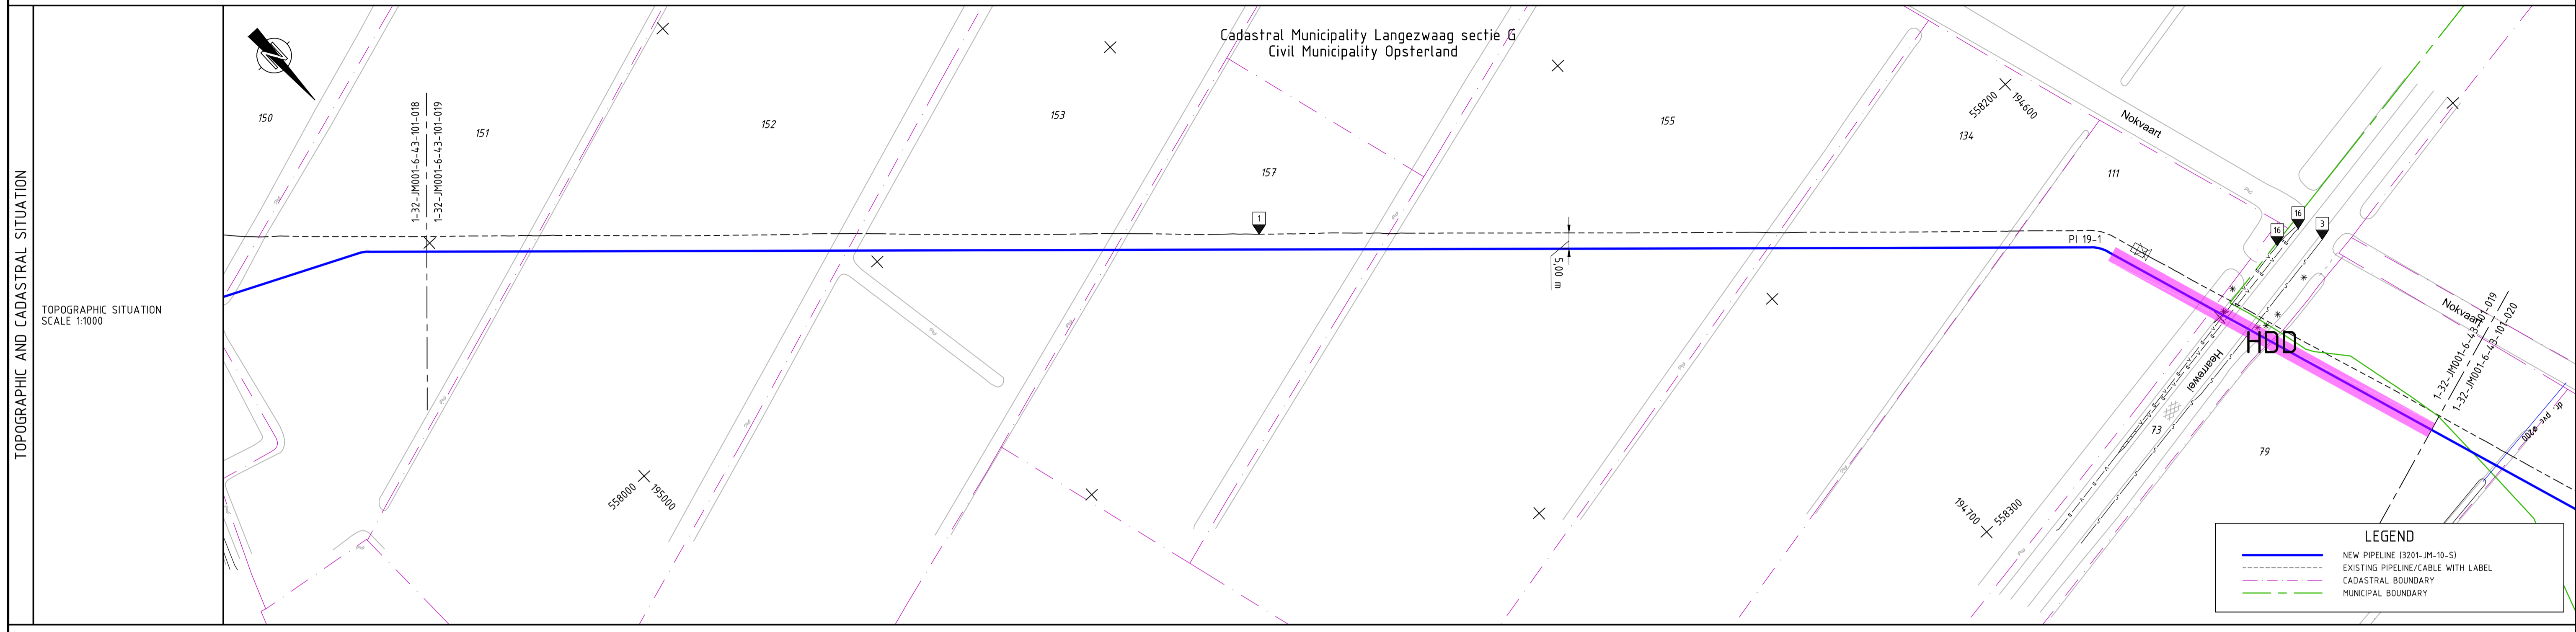 TOPOGRAPHIC AND CADASTRAL SITUATION
TOPOGRAPHIC SITUATION
SCALE 1:1000
Cadastral Municipality Langezwaag sectie G
Civil Municipality Opsterland
N
150
1-32-JM001-6-43-101-018
1-32-JM001-6-43-101-019
151
152
153
157
155
134
111
558200
194600
Nokvaart
1
5,00 m
PI 19-1
16
16
3
HDD
Hearrewei
73
79
Nokvaart
1-32-JM001-6-43-101-019
1-32-JM001-6-43-101-020
dr. pvc ø200
558000
195000
194700
558300
LEGEND
NEW PIPELINE (3201-JM-10-S)
EXISTING PIPELINE/CABLE WITH LABEL
CADASTRAL BOUNDARY
MUNICIPAL BOUNDARY